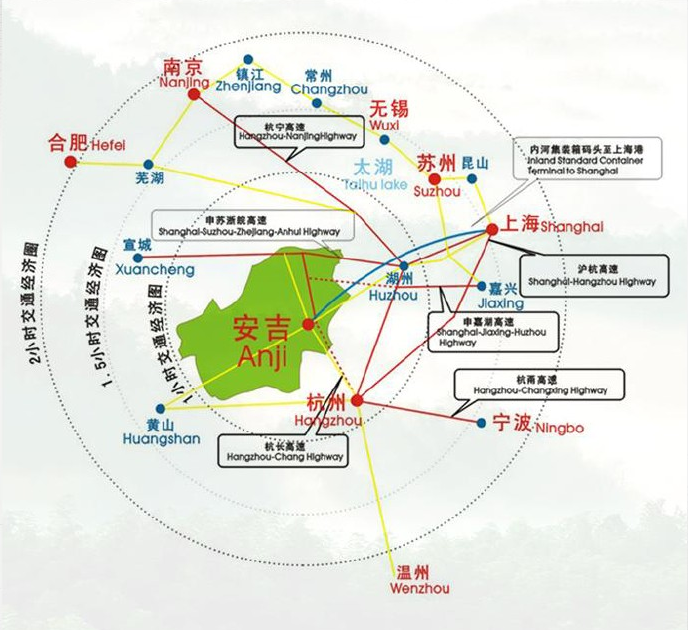 南京
Nanjing
镇江
Zhenjiang
常州
Changzhou
无锡
Wuxi
杭宁高速
Hangzhou-NanjingHighway
合肥 Hefei
芜湖
太湖
Taihu lake
苏州
Suzhou
昆山
内河集装箱码头至上海港
Inland Standard Container
Terminal to Shanghai
申苏浙皖高速
Shanghai-Suzhou-Zhejiang-Anhui Highway
上海 Shanghai
宣城
Xuancheng
湖州
Huzhou
沪杭高速
Shanghai-Hangzhou Highway
嘉兴
Jiaxing
2小时交通经济圈
1.5小时交通经济圈
1小时交通经济圈
安吉
Anji
申嘉湖高速
Shanghai-Jiaxing-Huzhou
Highway
杭甬高速
Hangzhou-Changxing Highway
杭州
Hangzhou
黄山
Huangshan
宁波 Ningbo
杭长高速
Hangzhou-Chang Highway
温州
Wenzhou